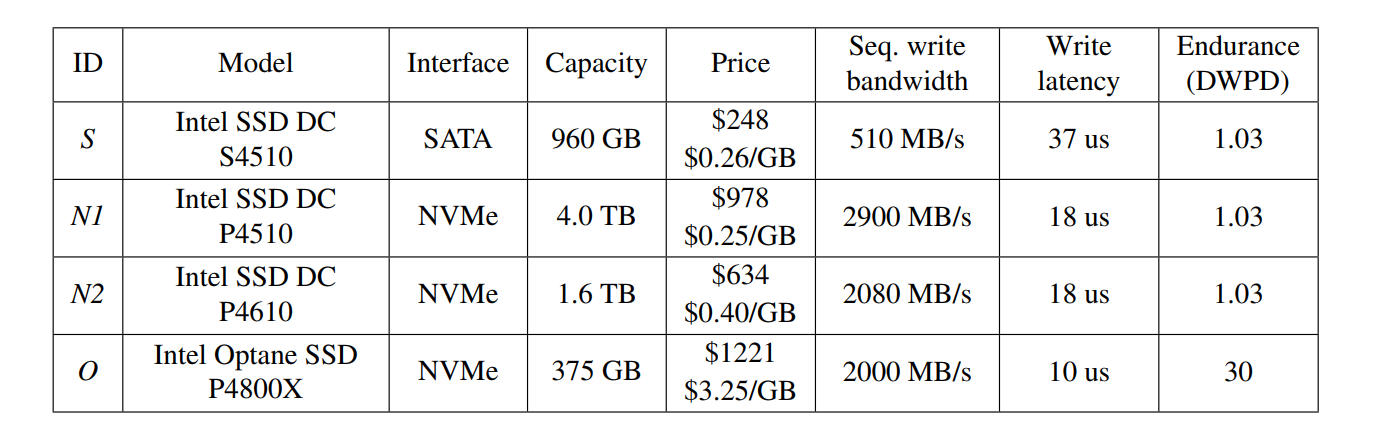 ID Model Interface Capacity Price Seq. write bandwidth Write latency Endurance (DWPD)
S Intel SSD DC S4510 SATA 960 GB $248 $0.26/GB 510 MB/s 37 us 1.03
N1 Intel SSD DC P4510 NVMe 4.0 TB $978 $0.25/GB 2900 MB/s 18 us 1.03
N2 Intel SSD DC P4610 NVMe 1.6 TB $634 $0.40/GB 2080 MB/s 18 us 1.03
O Intel Optane SSD P4800X NVMe 375 GB $1221 $3.25/GB 2000 MB/s 10 us 30